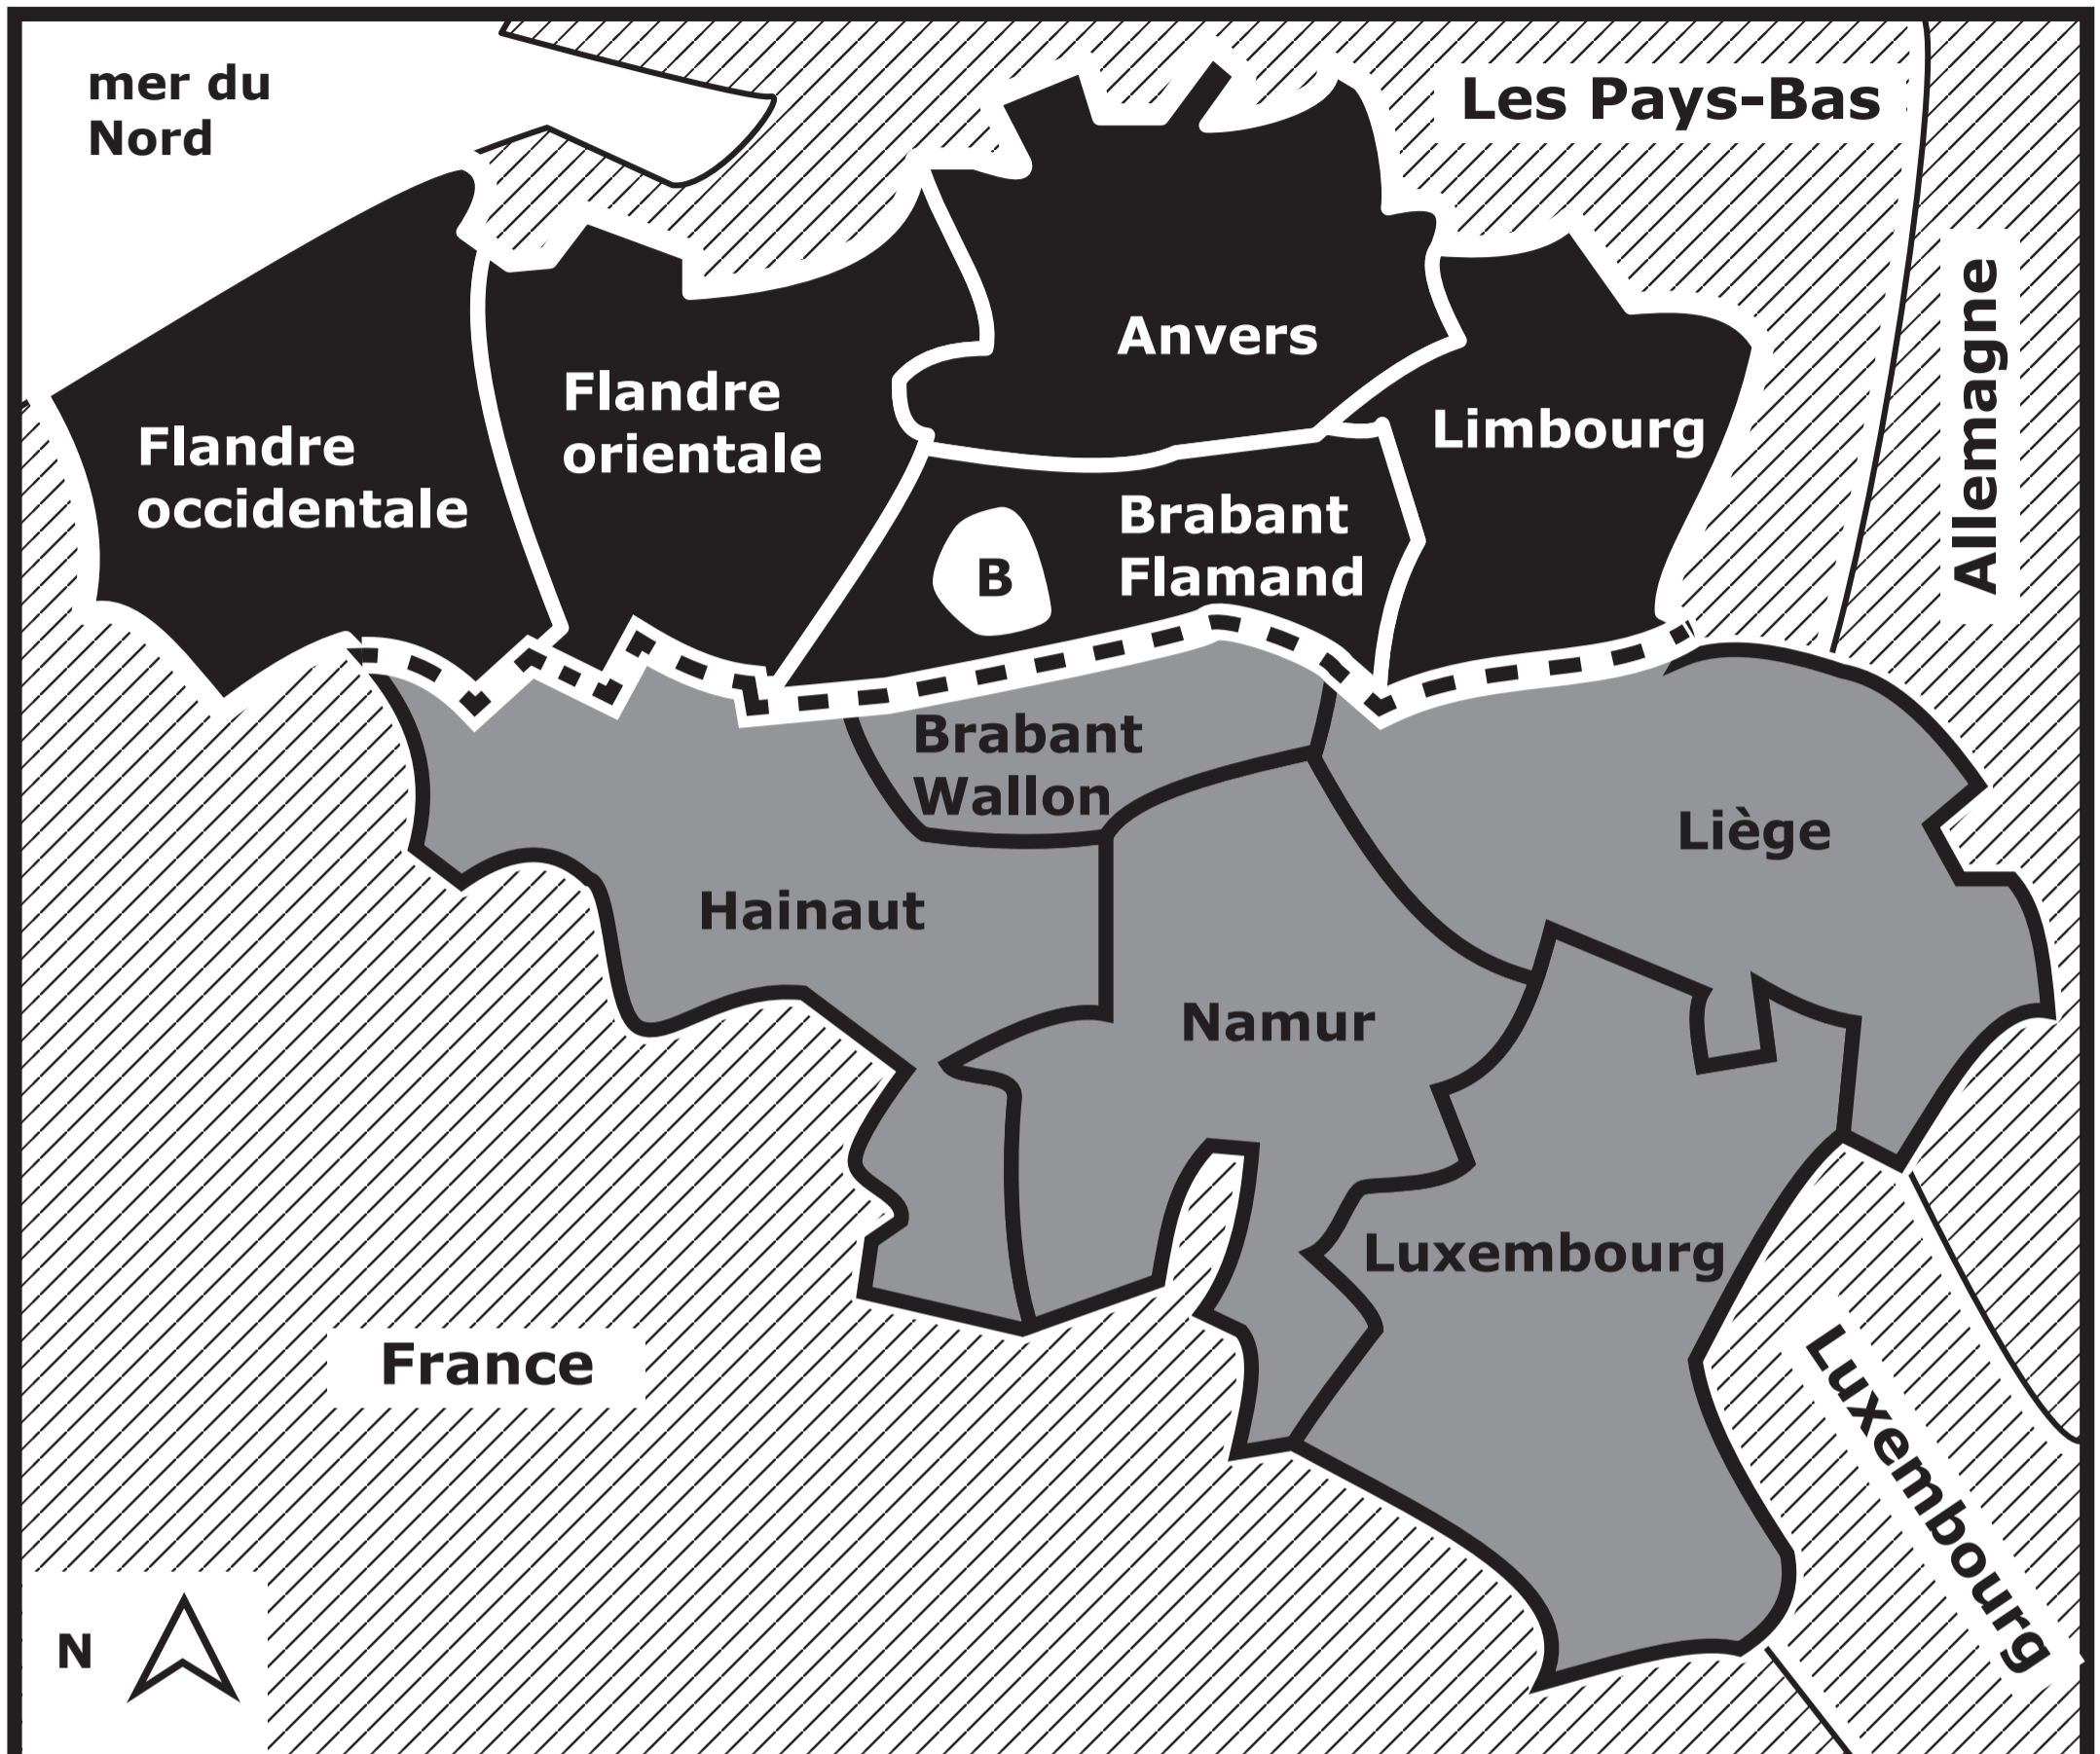 mer du
Nord
Les Pays-Bas
Allemagne
Anvers
Flandre
orientale
Limbourg
Flandre
occidentale
Brabant
Flamand
B
Brabant
Wallon
Liège
Hainaut
Namur
Luxembourg
France
Luxembourg
N